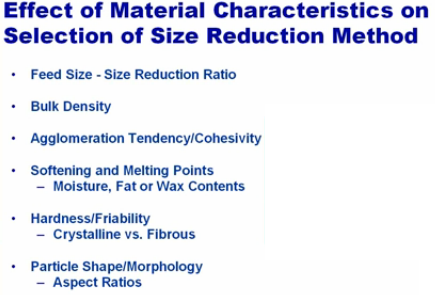 Effect of Material Characteristics on
Selection of Size Reduction Method
• Feed Size - Size Reduction Ratio
• Bulk Density
• Agglomeration Tendency/Cohesivity
• Softening and Melting Points
– Moisture, Fat or Wax Contents
• Hardness/Friability
– Crystalline vs. Fibrous
• Particle Shape/Morphology
– Aspect Ratios